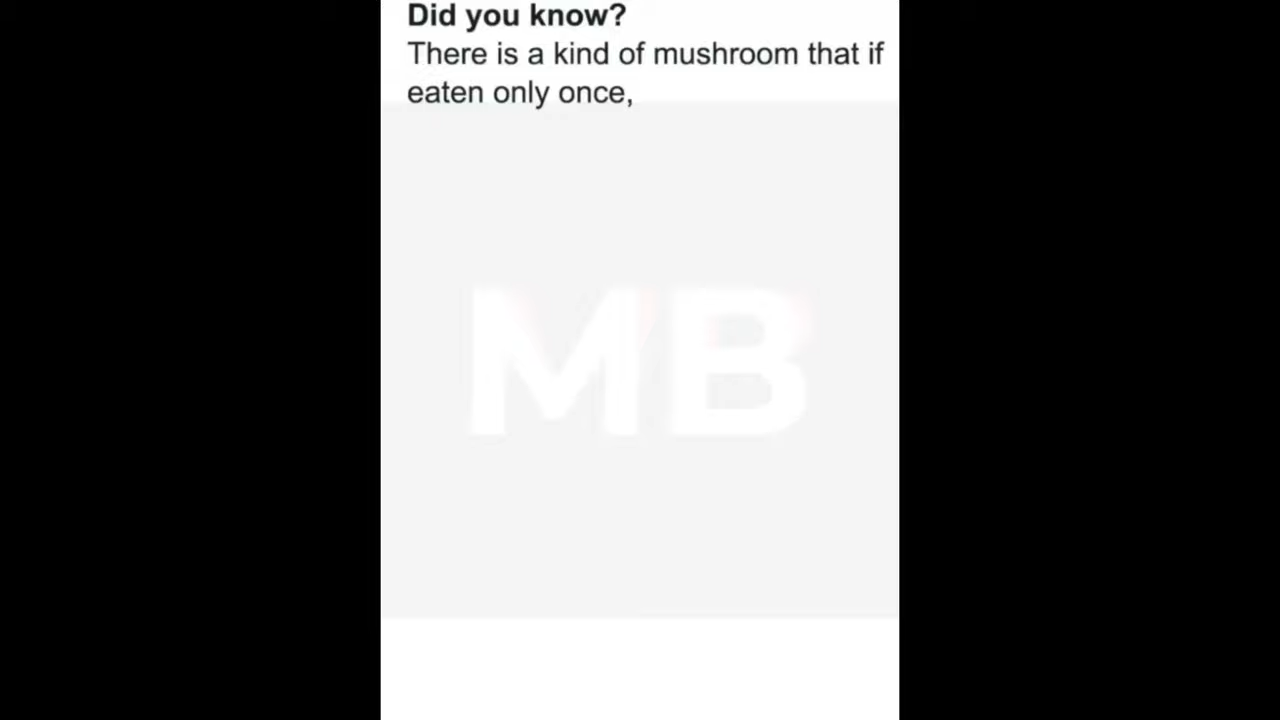 Did you know?
There is a kind of mushroom that if
eaten only once,
MB